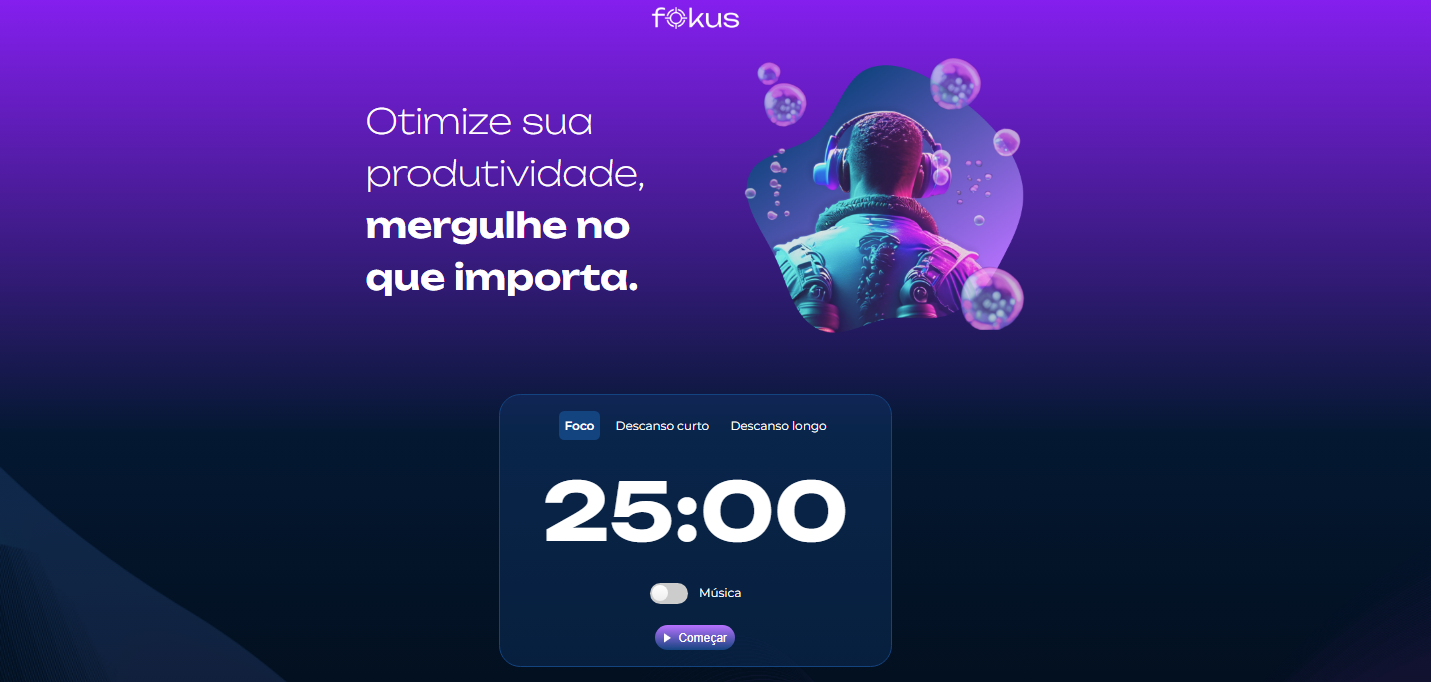 fokus
Otimize sua
produtividade,
mergulhe no
que importa.
Foco Descanso curto Descanso longo
25:00
Música
Começar